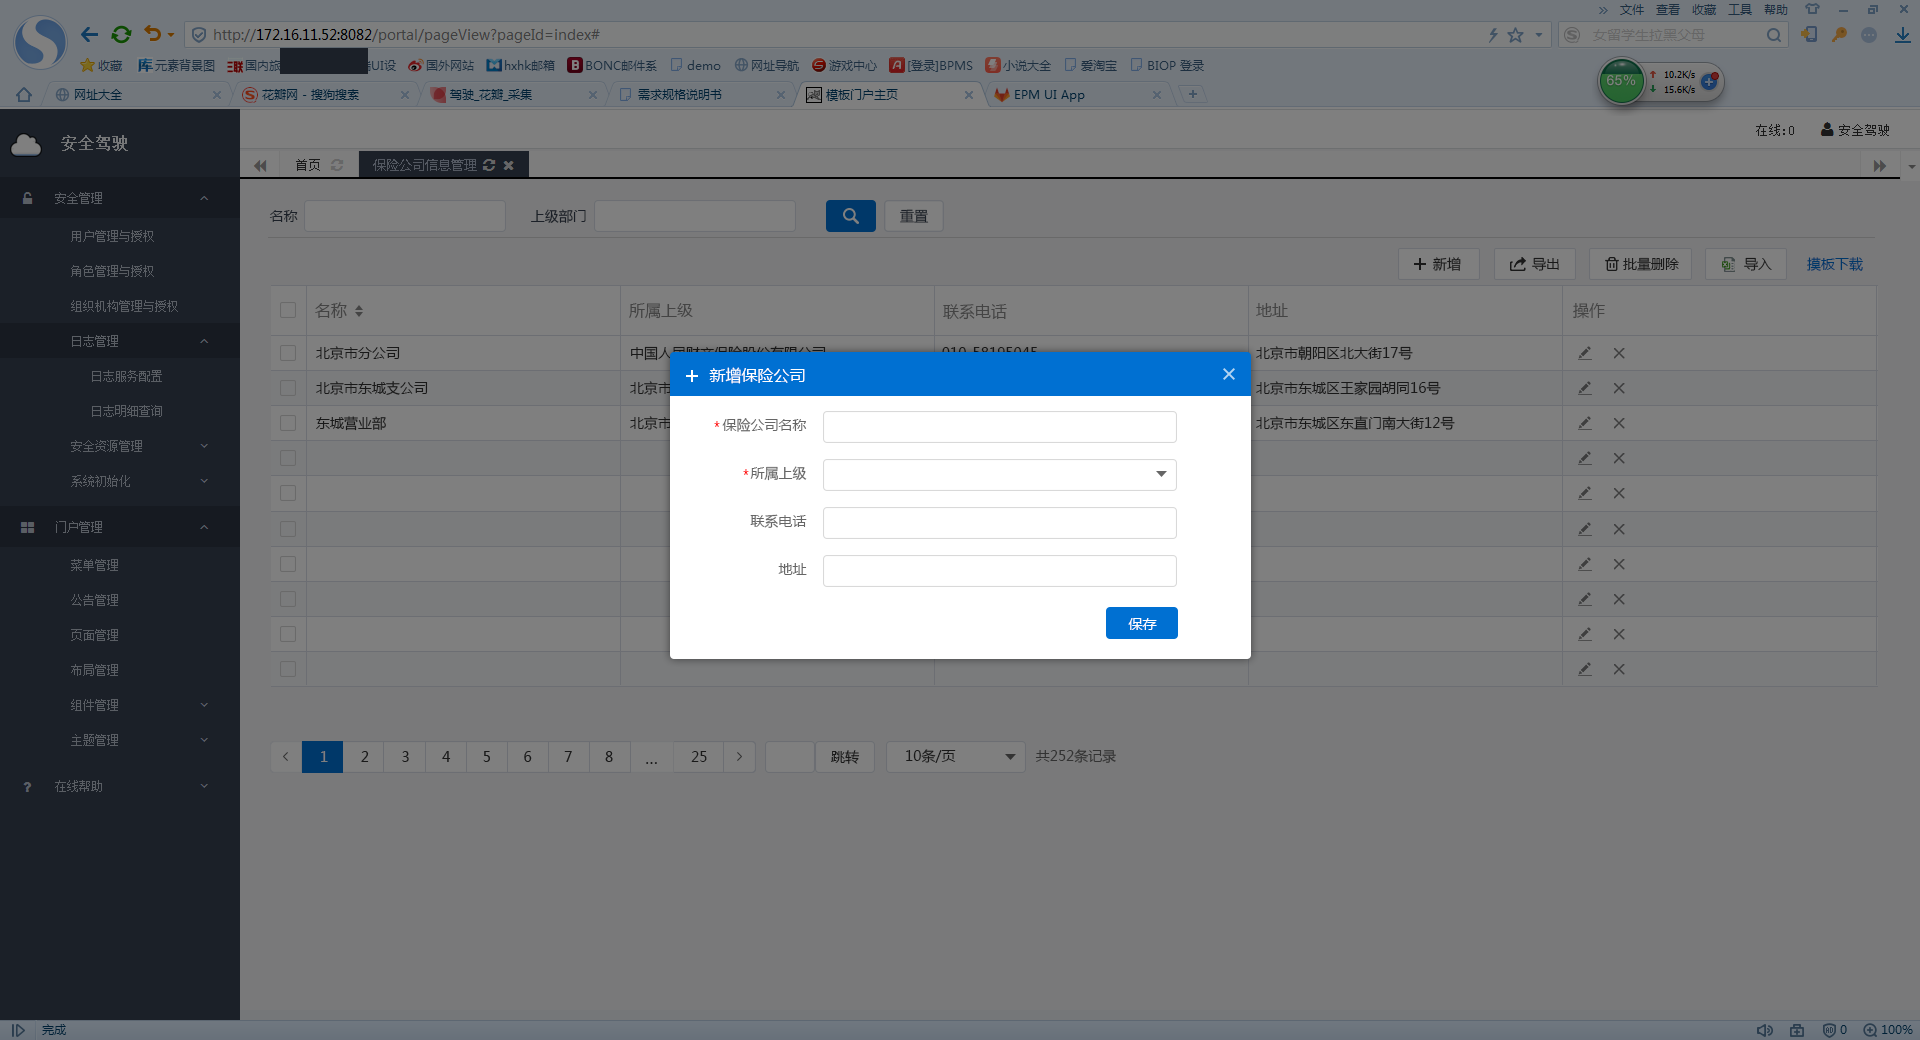 文件 查看 收藏 工具 帮助
http://172.16.11.52:8082/portal/pageView?pageId=index#
女留学生拉黑父母
收藏 库元素背景图 国内旅 UI设 国外网站 hxhk邮箱 BONC邮件系 demo 网址导航 游戏中心 [登录]BPMS 小说大全 爱淘宝 BIOP 登录
65% 10.2K/s
15.6K/s
网址大全 花瓣网 - 搜狗搜索 驾驶_花瓣_采集 需求规格说明书 模板门户主页 EPM UI App
安全驾驶
在线:0 安全驾驶
首页 保险公司信息管理
安全管理
用户管理与授权
角色管理与授权
组织机构管理与授权
日志管理
日志服务配置
日志明细查询
安全资源管理
系统初始化
门户管理
菜单管理
公告管理
页面管理
布局管理
组件管理
主题管理
在线帮助
名称 上级部门 重置
新增 导出 批量删除 导入 摸板下载
名称 所属上级 联系电话 地址 操作
北京市分公司 中国人民财产保险股份有限公司 010-58195045 北京市朝阳区北大街17号
北京市东城支公司 北京市 北京市东城区王家园胡同16号
东城营业部 北京市 北京市东城区东直门南大街12号
新增保险公司
*保险公司名称
*所属上级
联系电话
地址
保存
1 2 3 4 5 6 7 8 ... 25 跳转 10条/页 共252条记录
完成 0 100%